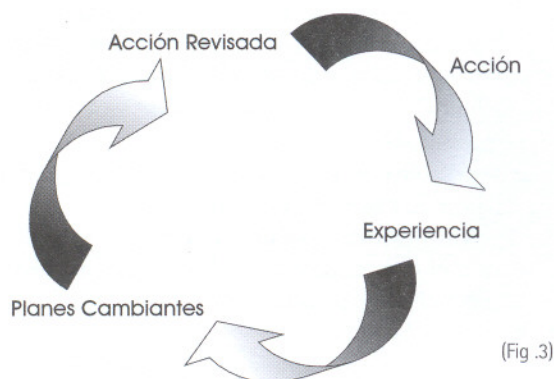 Acción Revisada
Acción
Experiencia
Planes Cambiantes
(Fig .3)